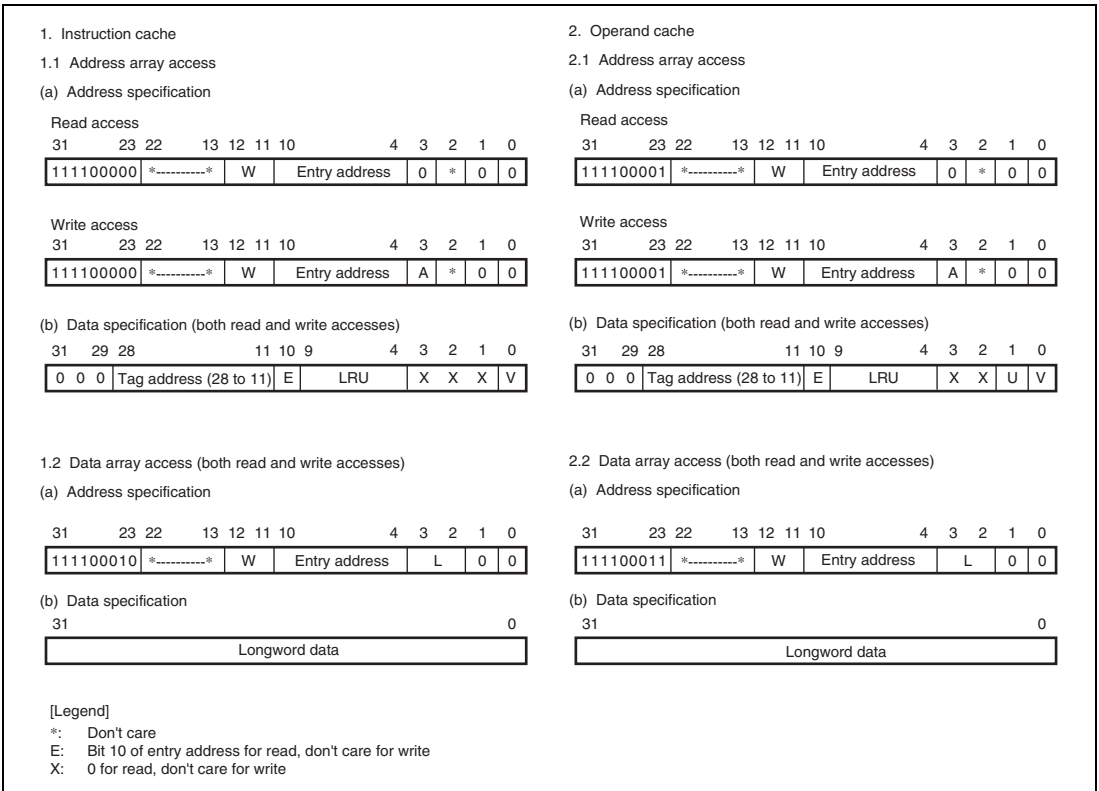 1. Instruction cache
1.1 Address array access
(a) Address specification
Read access
31 23 22 13 12 11 10 4 3 2 1 0
111100000 *----------* W Entry address 0 * 0 0
Write access
31 23 22 13 12 11 10 4 3 2 1 0
111100000 *----------* W Entry address A * 0 0
(b) Data specification (both read and write accesses)
31 29 28 11 10 9 4 3 2 1 0
0 0 0 Tag address (28 to 11) E LRU X X X V
1.2 Data array access (both read and write accesses)
(a) Address specification
31 23 22 13 12 11 10 4 3 2 1 0
111100010 *----------* W Entry address L 0 0
(b) Data specification
31 0
Longword data
2. Operand cache
2.1 Address array access
(a) Address specification
Read access
31 23 22 13 12 11 10 4 3 2 1 0
111100001 *----------* W Entry address 0 * 0 0
Write access
31 23 22 13 12 11 10 4 3 2 1 0
111100001 *----------* W Entry address A * 0 0
(b) Data specification (both read and write accesses)
31 29 28 11 10 9 4 3 2 1 0
0 0 0 Tag address (28 to 11) E LRU X X U V
2.2 Data array access (both read and write accesses)
(a) Address specification
31 23 22 13 12 11 10 4 3 2 1 0
111100011 *----------* W Entry address L 0 0
(b) Data specification
31 0
Longword data
[Legend]
*: Don't care
E: Bit 10 of entry address for read, don't care for write
X: 0 for read, don't care for write